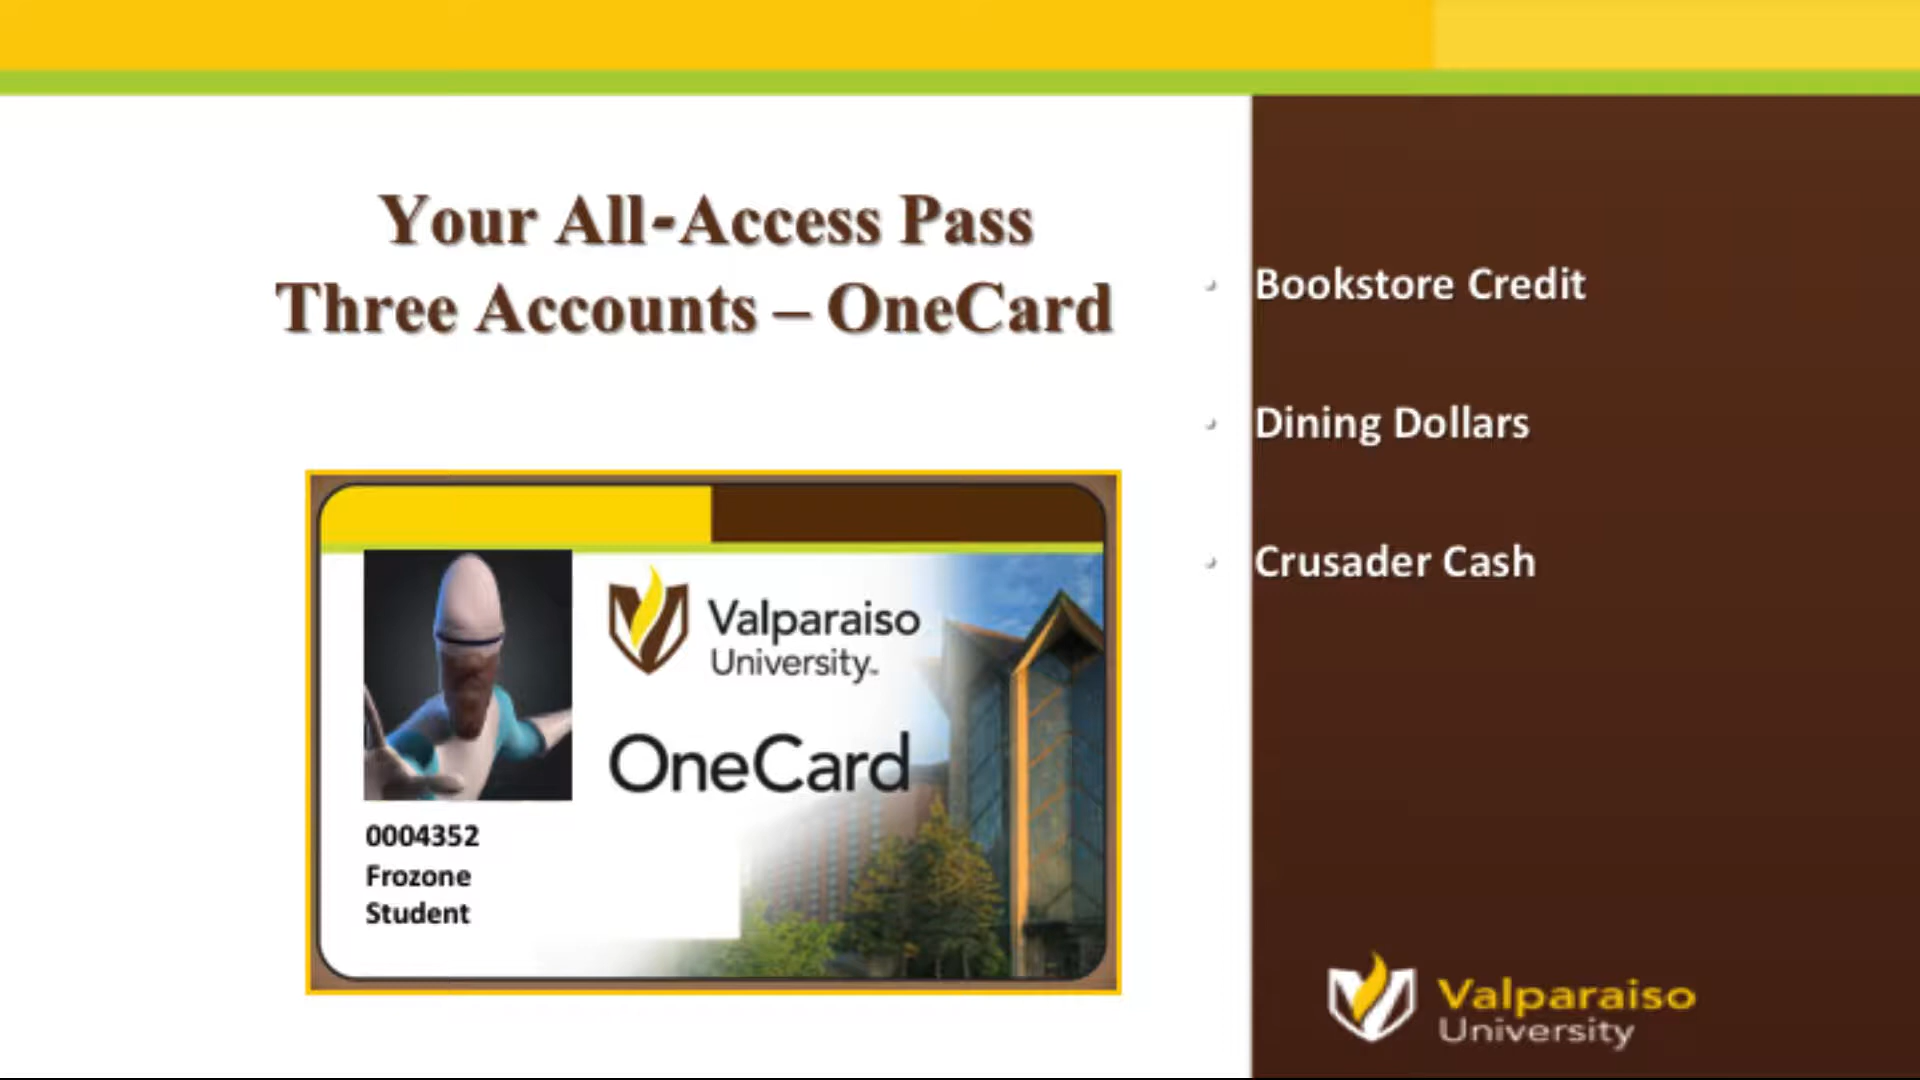 Your All-Access Pass
Three Accounts – OneCard
Bookstore Credit
Dining Dollars
Crusader Cash
Valparaiso
University™
OneCard
0004352
Frozone
Student
Valparaiso
University